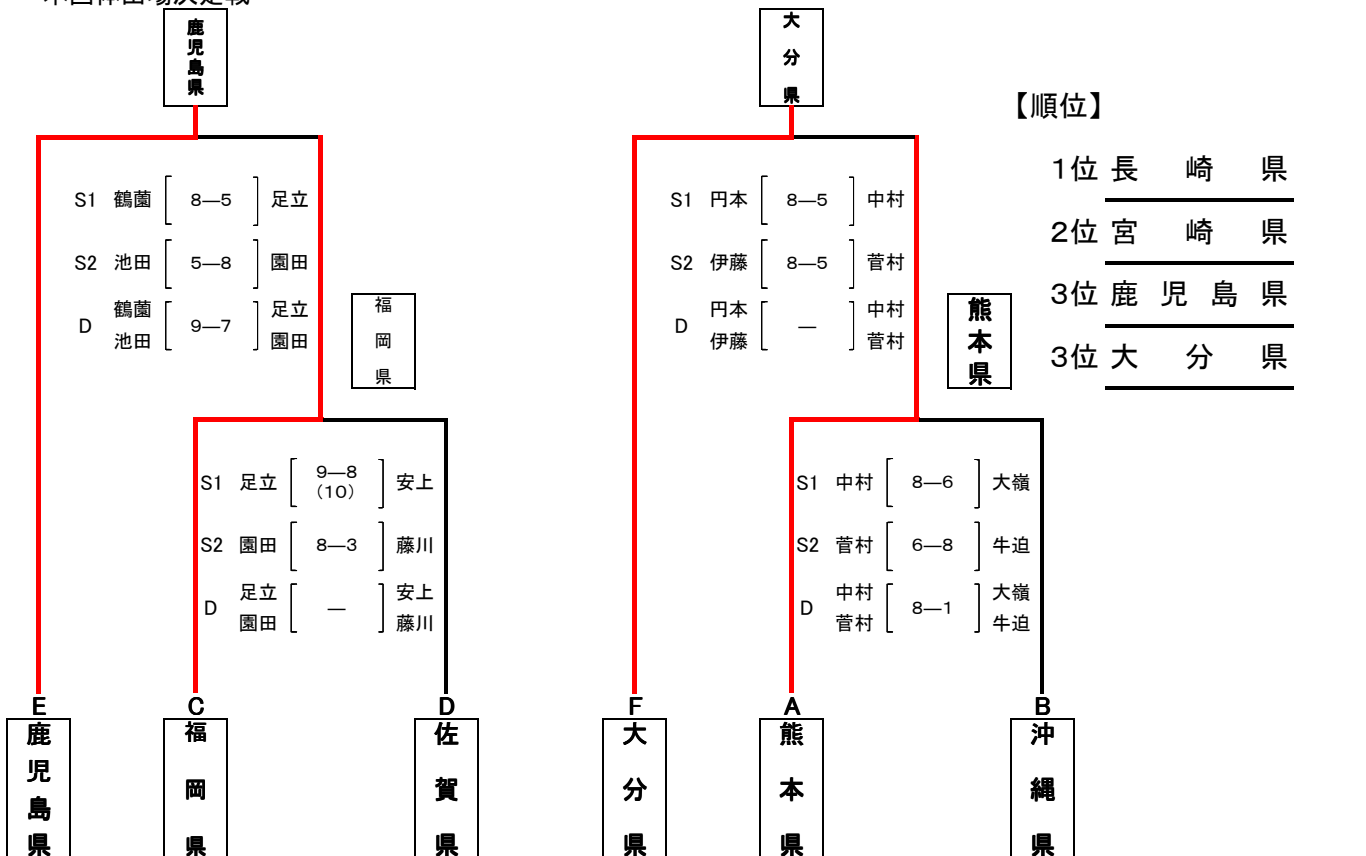 鹿児島県
大分県
【順位】
1位 長崎県
2位 宮崎県
3位 鹿児島県
3位 大分県
S1 鶴薗 8―5 足立
S2 池田 5―8 園田
D 鶴薗 池田 9―7 足立 園田
福岡県
S1 円本 8―5 中村
S2 伊藤 8―5 菅村
D 円本 伊藤 ― 中村 菅村
熊本県
S1 足立 9―8 (10) 安上
S2 園田 8―3 藤川
D 足立 園田 ― 安上 藤川
S1 中村 8―6 大嶺
S2 菅村 6―8 牛迫
D 中村 菅村 8―1 大嶺 牛迫
E
鹿児島県
C
福岡県
D
佐賀県
F
大分県
A
熊本県
B
沖縄県